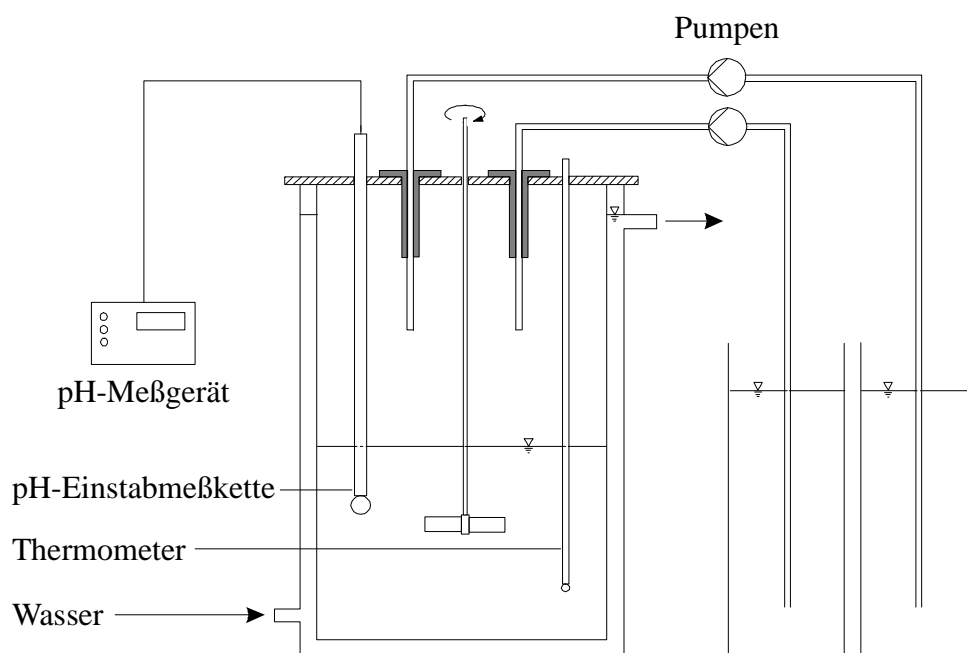 Pumpen
pH-Meßgerät
pH-Einstabmeßkette
Thermometer
Wasser